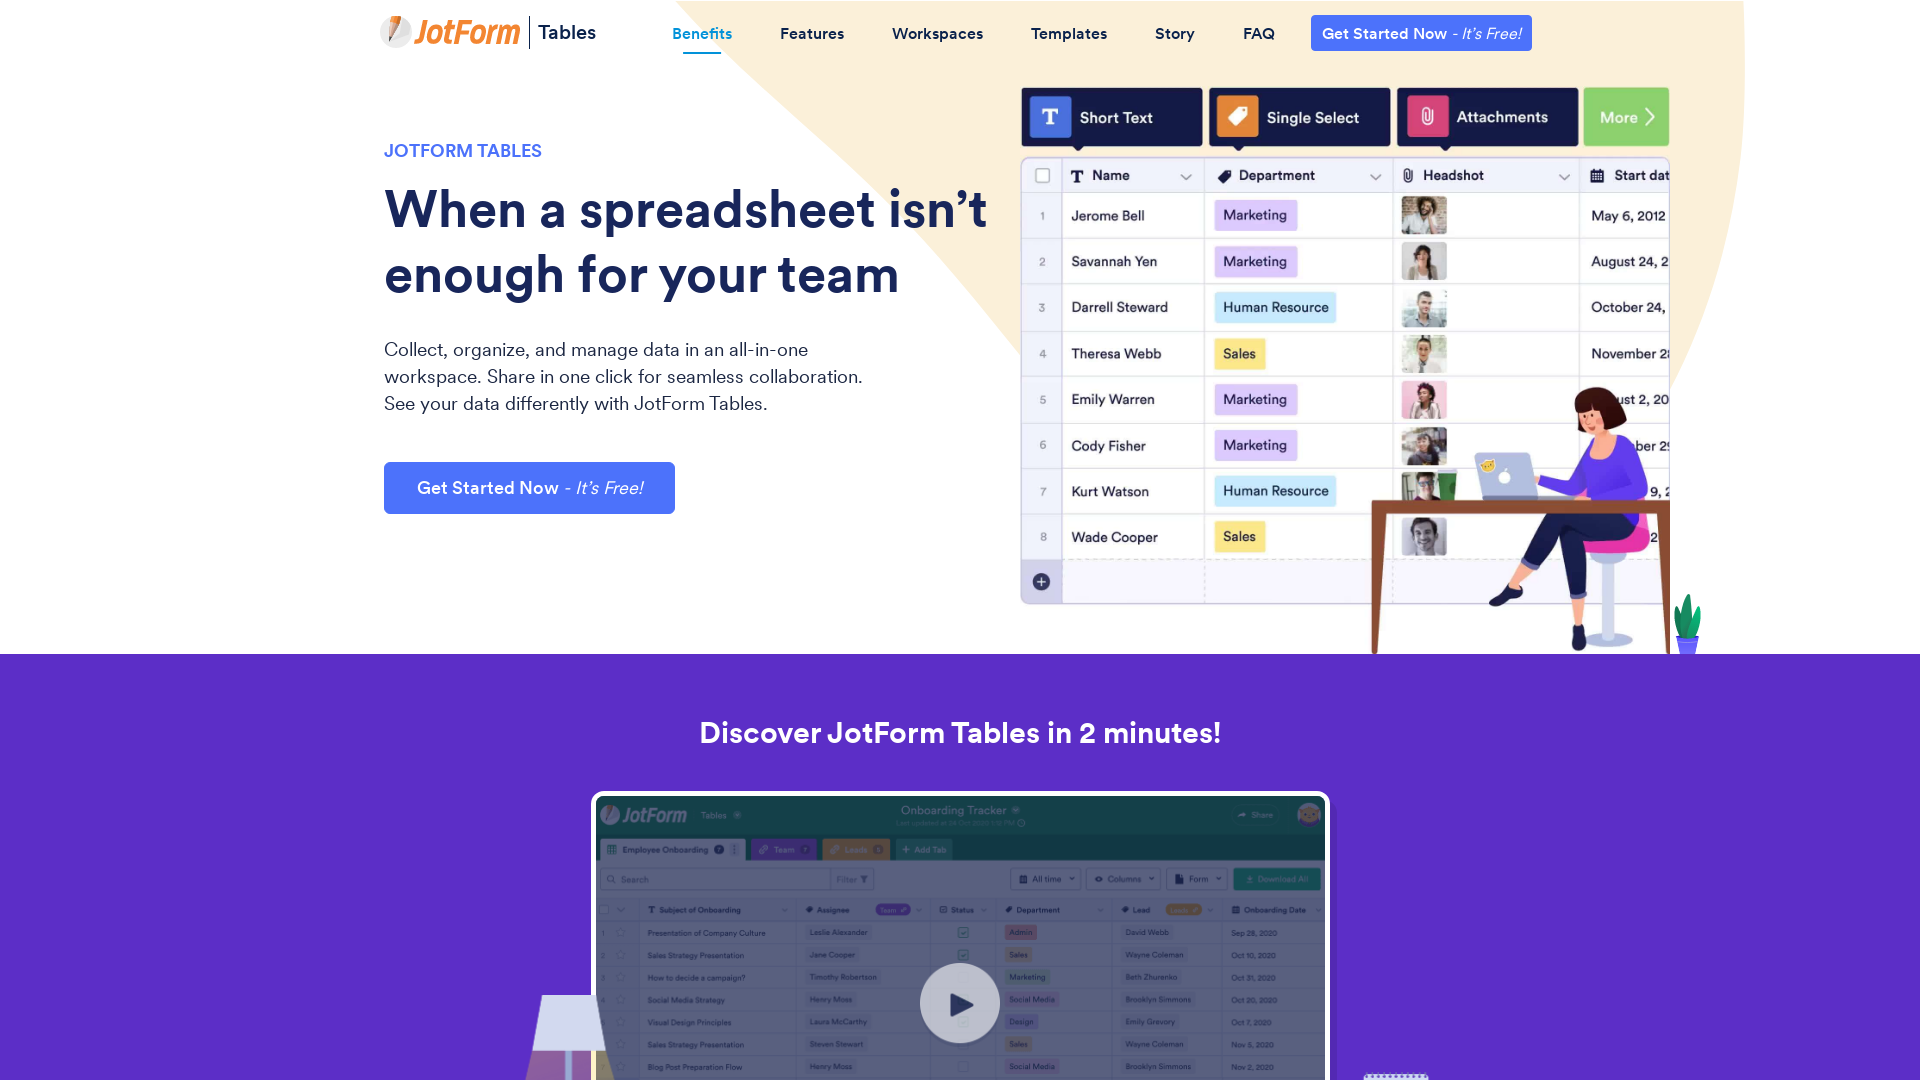 JotForm Tables
Benefits Features Workspaces Templates Story FAQ Get Started Now - It's Free!
Short Text Single Select Attachments More
JOTFORM TABLES
When a spreadsheet isn't
enough for your team
Collect, organize, and manage data in an all-in-one
workspace. Share in one click for seamless collaboration.
See your data differently with JotForm Tables.
Get Started Now - It's Free!
Name Department Headshot Start dat
1 Jerome Bell Marketing May 6, 2012
2 Savannah Yen Marketing August 24, 2
3 Darrell Steward Human Resource October 24,
4 Theresa Webb Sales November 28
5 Emily Warren Marketing ust 2, 20
6 Cody Fisher Marketing ber 29
7 Kurt Watson Human Resource 9, 2
8 Wade Cooper Sales 2
Discover JotForm Tables in 2 minutes!
JotForm Tables Onboarding Tracker Share
Employee Onboarding Team 7 Leads Add Tab
Search Filter All time Columns Form Download All
Subject of Onboarding Assignee Team Status Department Lead Leads Onboarding Date
1 Presentation of Company Culture Leslie Alexander Admin David Webb Sep 28, 2020
2 Sales Strategy Presentation Jane Cooper Sales Wayne Coleman Oct 10, 2020
3 How to decide a campaign? Timothy Robertson Marketing Beth Zhurenko Oct 31, 2020
4 Social Media Strategy Henry Moss Social Media Brooklyn Simmons Oct 20, 2020
5 Visual Design Principles Laura McCarthy Design Emily Grevory Oct 7, 2020
6 Sales Strategy Presentation Steven Stewart Sales Wayne Coleman Nov 5, 2020
7 Blog Post Preparation Flow Henry Moss Social Media Brooklyn Simmons Nov 2, 2020